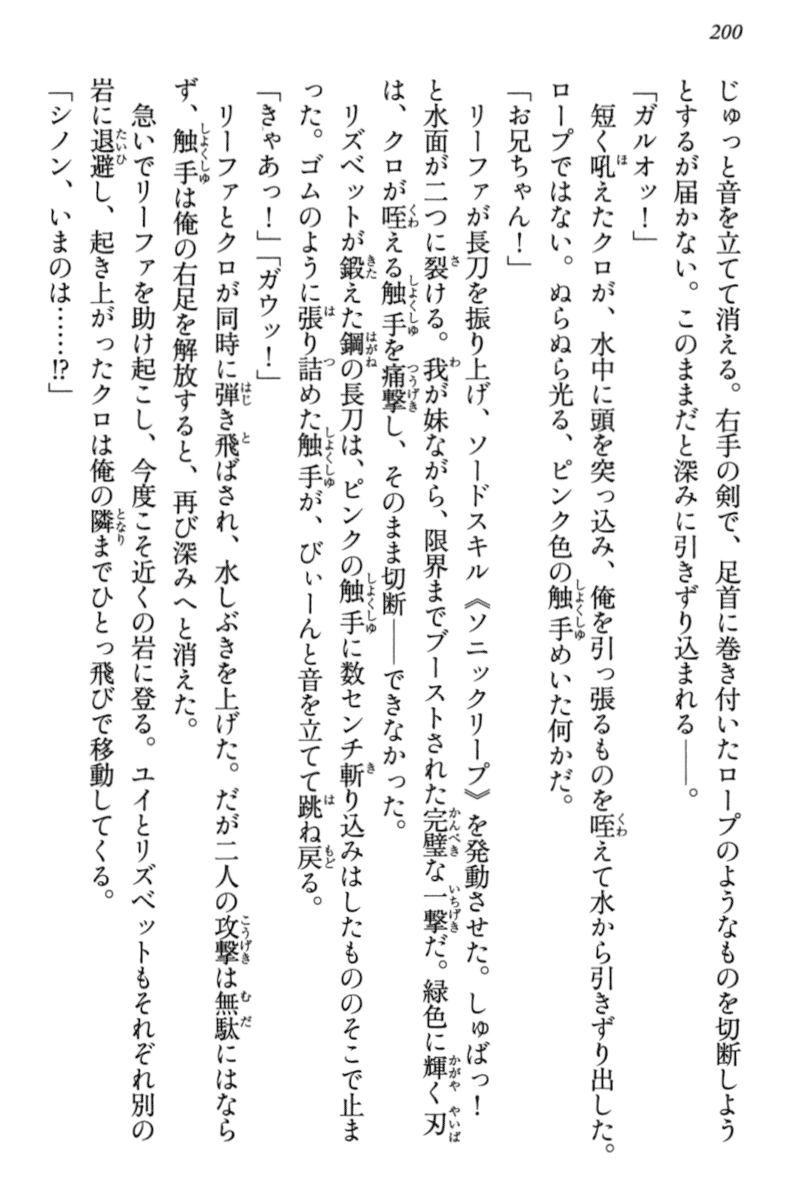 200
じゅっと音を立てて消える。右手の剣で、足首に巻き付いたロープのようなものを切断しよう
とするが届かない。このままだと深みに引きずり込まれる――。
「ガルオッ！」
短く吼えたクロが、水中に頭を突っ込み、俺を引っ張るものを咥えて水から引きずり出した。
ロープではない。ぬらぬら光る、ピンク色の触手めいた何かだ。
「お兄ちゃん！」
リーファが長刀を振り上げ、ソードスキル《ソニックリープ》を発動させた。しゅばっ！
と水面が二つに裂ける。我が妹ながら、限界までブーストされた完璧な一撃だ。緑色に輝く刃
は、クロが咥える触手を痛撃し、そのまま切断――できなかった。
リズベットが鍛えた鋼の長刀は、ピンクの触手に数センチ斬り込みはしたもののそこで止ま
った。ゴムのように張り詰めた触手が、びぃーんと音を立てて跳ね戻る。
「きゃあっ！」「ガウッ！」
リーファとクロが同時に弾き飛ばされ、水しぶきを上げた。だが二人の攻撃は無駄にはなら
ず、触手は俺の右足を解放すると、再び深みへと消えた。
急いでリーファを助け起こし、今度こそ近くの岩に登る。ユイとリズベットもそれぞれ別の
岩に退避し、起き上がったクロは俺の隣までひとっ飛びで移動してくる。
「シノン、いまのは……!?」